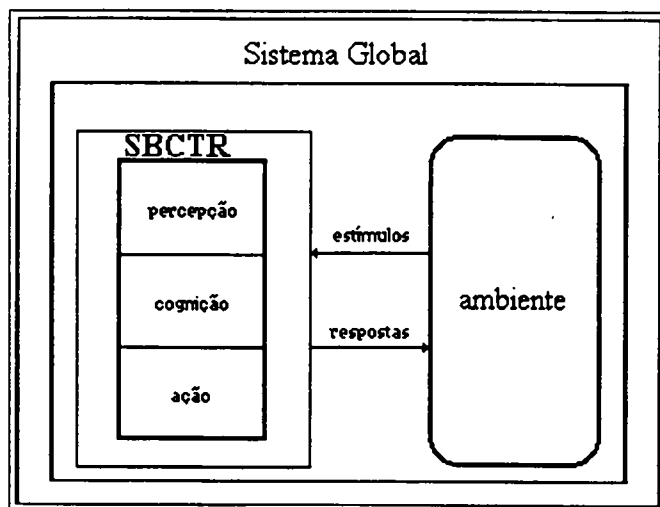 Sistema Global
SBCTR
percepção
cognição
ação
estímulos
respostas
ambiente